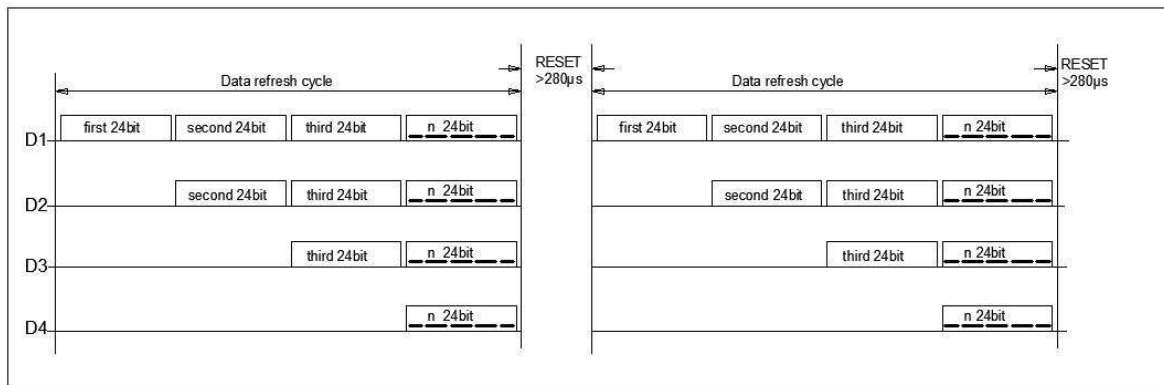 RESET
>280μs
RESET
>280μs
Data refresh cycle
Data refresh cycle
D1 first 24bit second 24bit third 24bit n 24bit first 24bit second 24bit third 24bit n 24bit
D2 second 24bit third 24bit n 24bit second 24bit third 24bit n 24bit
D3 third 24bit n 24bit third 24bit n 24bit
D4 n 24bit n 24bit